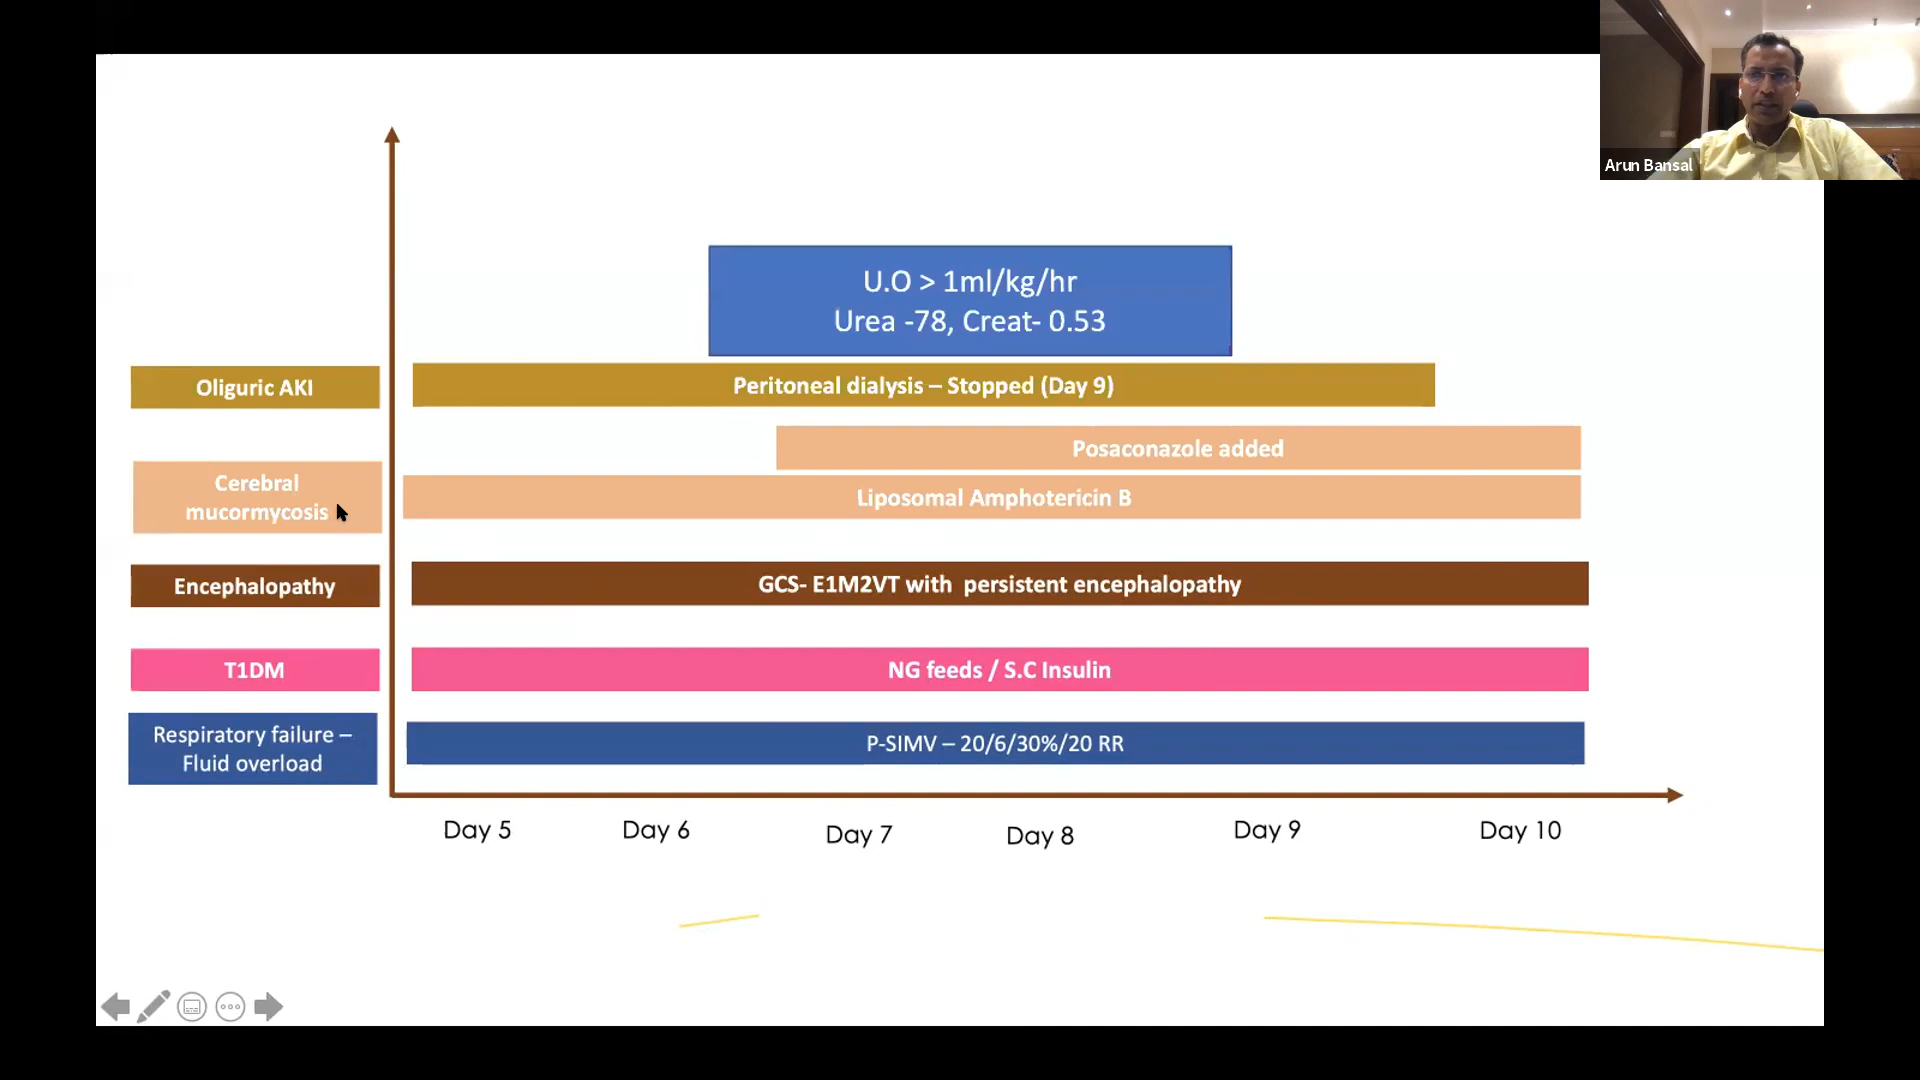 Arun Bansal
U.O > 1ml/kg/hr
Urea -78, Creat- 0.53
Oliguric AKI
Peritoneal dialysis – Stopped (Day 9)
Posaconazole added
Cerebral
mucormycosis
Liposomal Amphotericin B
Encephalopathy
GCS- E1M2VT with  persistent encephalopathy
T1DM
NG feeds / S.C Insulin
Respiratory failure –
Fluid overload
P-SIMV – 20/6/30%/20 RR
Day 5
Day 6
Day 7
Day 8
Day 9
Day 10